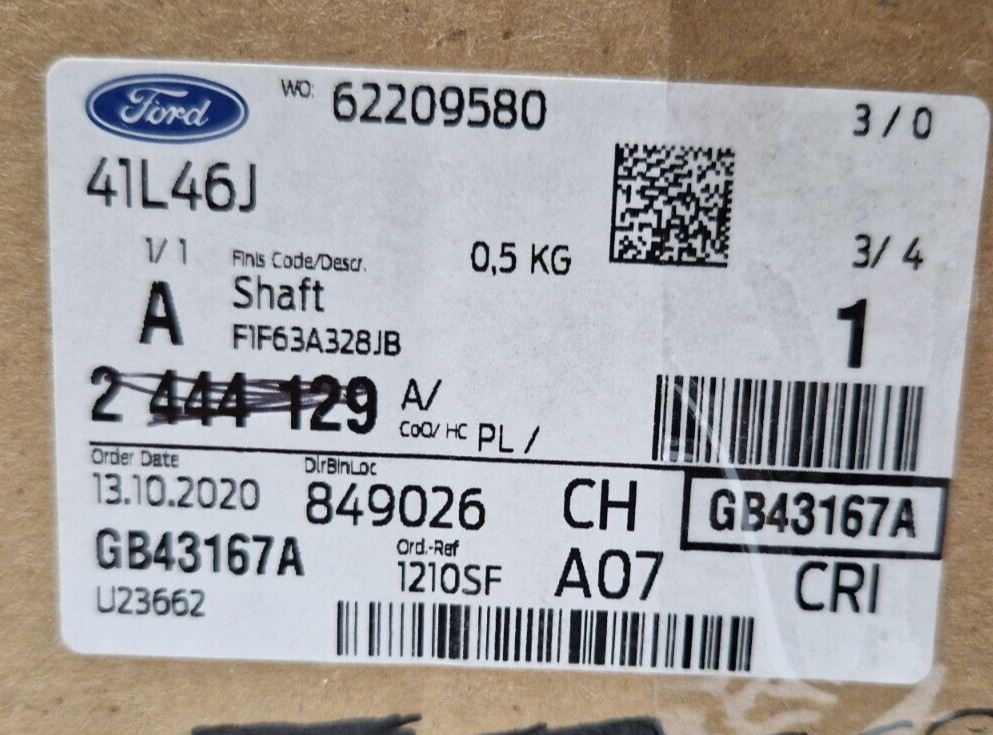 Ford
WO: 62209580
3 / 0
41L46J
1/ 1
Finis Code/Descr.
0,5 KG
3/ 4
A
Shaft
1
F1F63A328JB
2 444 129
A/
CoO/ HC PL /
Order Date
DlrBinLoc
13.10.2020
849026
CH
GB43167A
GB43167A
Ord.-Ref
1210SF
A07
CRI
U23662